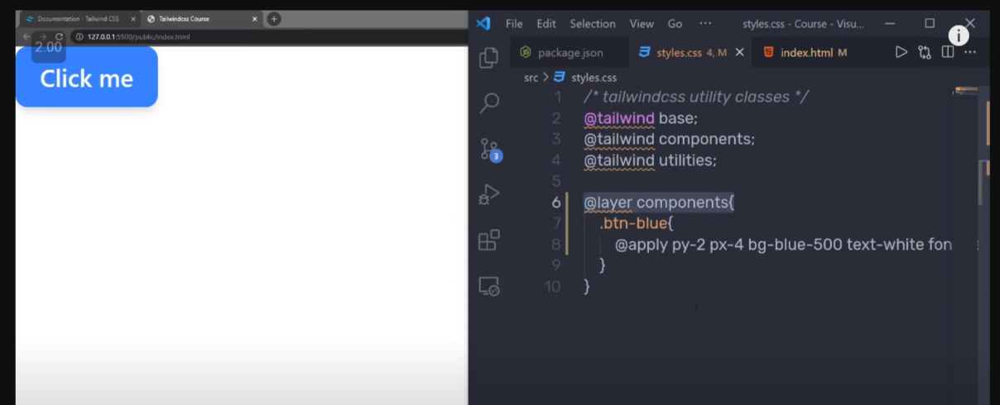 Documentation - Tailwind CSS
Tailwindcss Course
127.0.0.1:5500/public/index.html
2.00
Click me
File Edit Selection View Go ··· styles.css - Course - Visu...
package.json
styles.css 4, M
index.html M
src > styles.css
3
1 /* tailwindcss utility classes */
2 @tailwind base;
3 @tailwind components;
4 @tailwind utilities;
5
6 @layer components{
7 .btn-blue{
8 @apply py-2 px-4 bg-blue-500 text-white fon
9 }
10 }